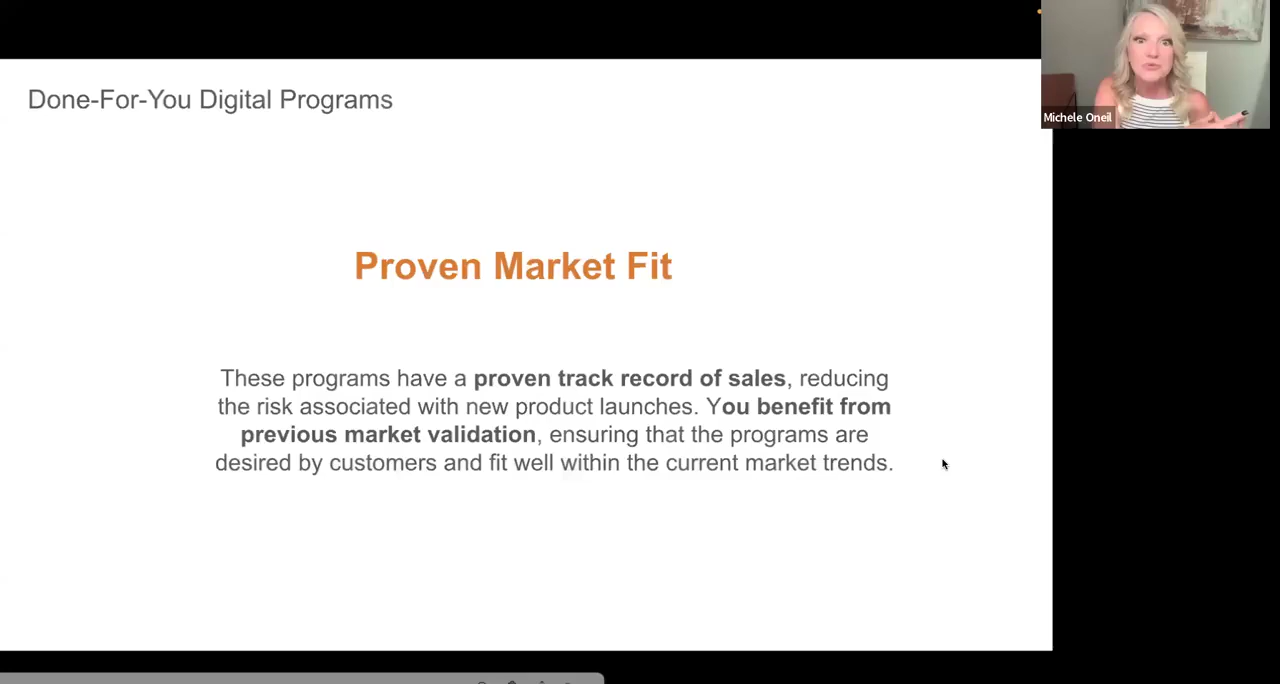 Done-For-You Digital Programs
Michele Oneil
Proven Market Fit
These programs have a proven track record of sales, reducing
the risk associated with new product launches. You benefit from
previous market validation, ensuring that the programs are
desired by customers and fit well within the current market trends.